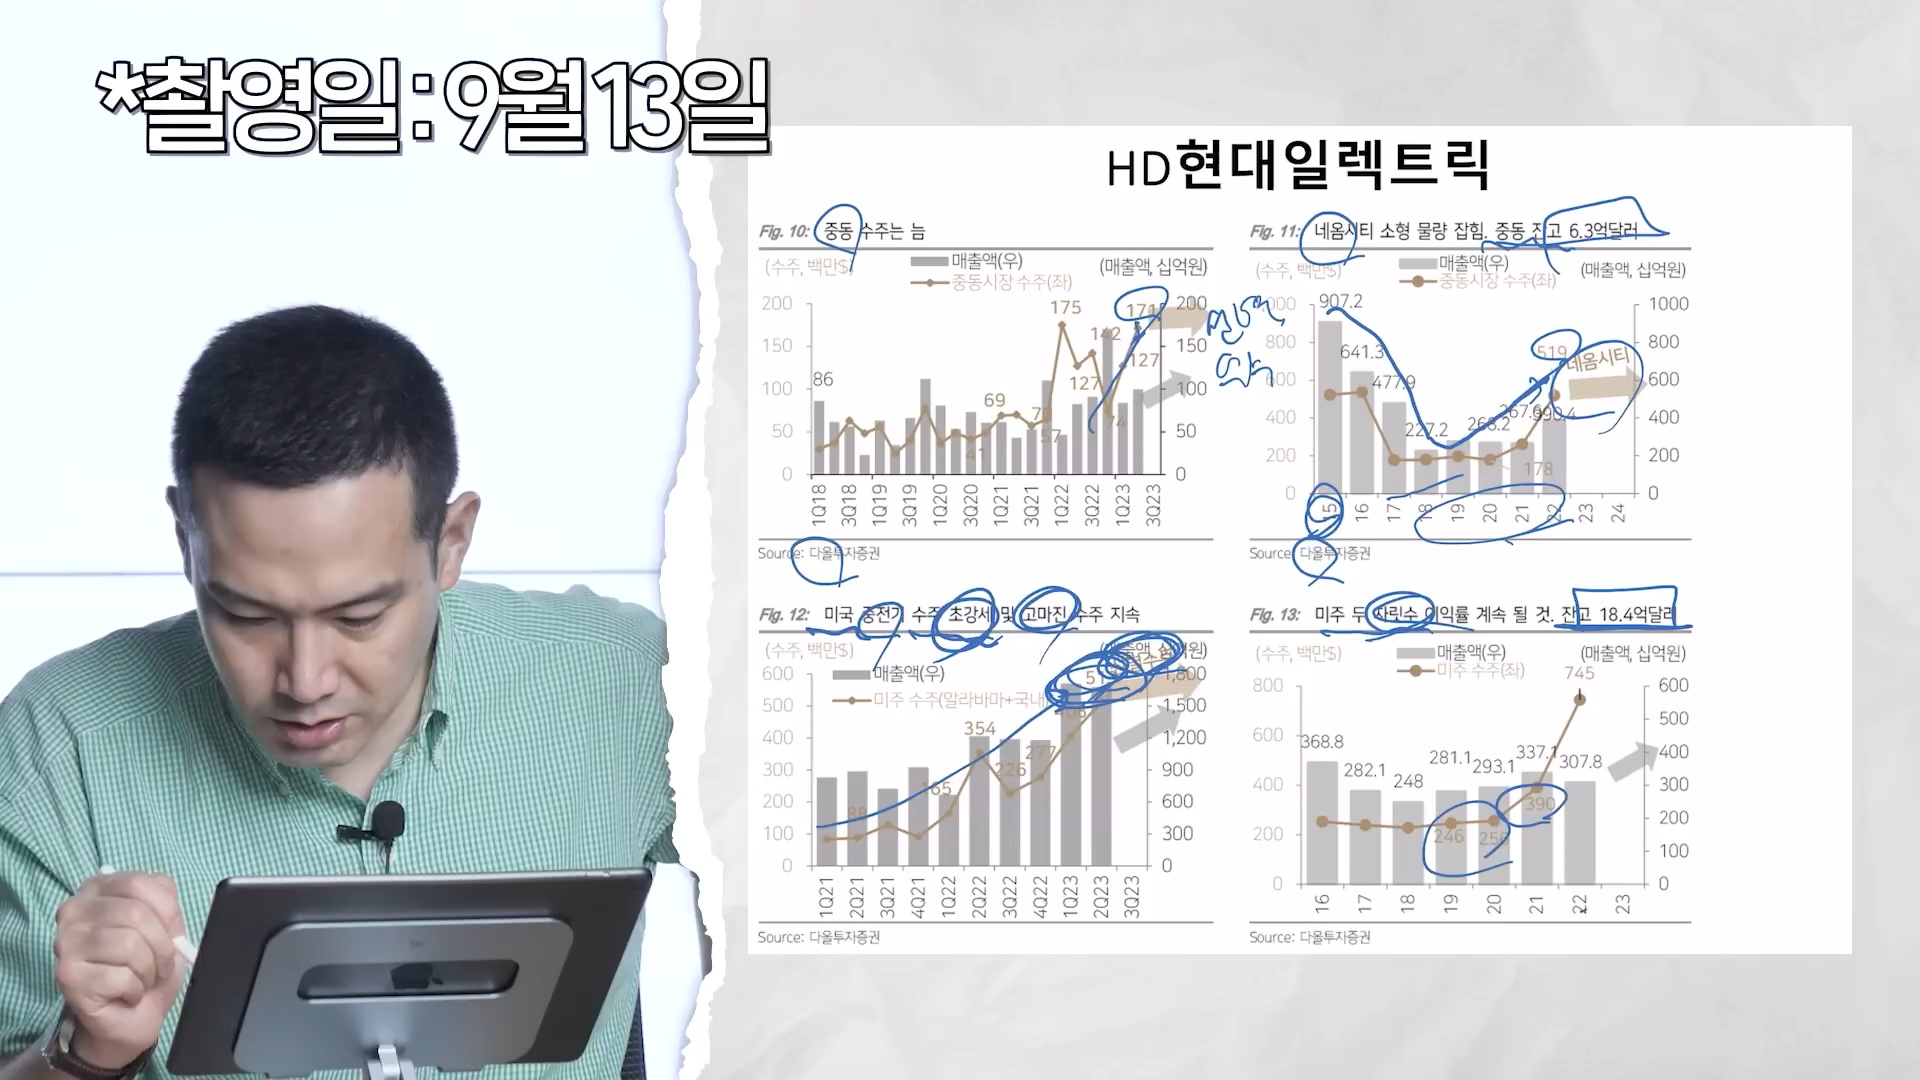 *촬영일 : 9월 13일
HD현대일렉트릭
Fig. 10: 중동 수주는 늠
(수주, 백만$)
매출액(우)
중동시장 수주(좌)
(매출액, 십억원)
200
150
100
50
0
86
69
57
41
175
127
142
74
127
171
200
150
100
50
0
1Q18
3Q18
1Q19
3Q19
1Q20
3Q20
1Q21
3Q21
1Q22
3Q22
1Q23
3Q23
Source: 다올투자증권
Fig. 11: 네옴시티 소형 물량 잡힘. 중동 잔고 6.3억달러
(수주, 백만$)
매출액(우)
중동시장 수주(좌)
(매출액, 십억원)
800
600
400
200
0
907.2
641.3
477.9
227.2
268.2
267.6
390.4
178
519
네옴시티
1000
800
600
400
200
0
15
16
17
18
19
20
21
22
23
24
Source: 다올투자증권
Fig. 12: 미국 중전기 수주 초강세 및 고마진 수주 지속
(수주, 백만$)
매출액(우)
미주 수주(알라바마+국내)
600
500
400
300
200
100
0
88
165
354
226
277
1,800
1,500
1,200
900
600
300
0
1Q21
2Q21
3Q21
4Q21
1Q22
2Q22
3Q22
4Q22
1Q23
2Q23
3Q23
Source: 다올투자증권
Fig. 13: 미주 두 자릿수 이익률 계속 될 것. 잔고 18.4억달러
(수주, 백만$)
매출액(우)
미주 수주(좌)
(매출액, 십억원)
800
600
400
200
0
368.8
282.1
248
281.1
293.1
337.1
307.8
246
256
390
745
600
500
400
300
200
100
0
16
17
18
19
20
21
22
23
Source: 다올투자증권